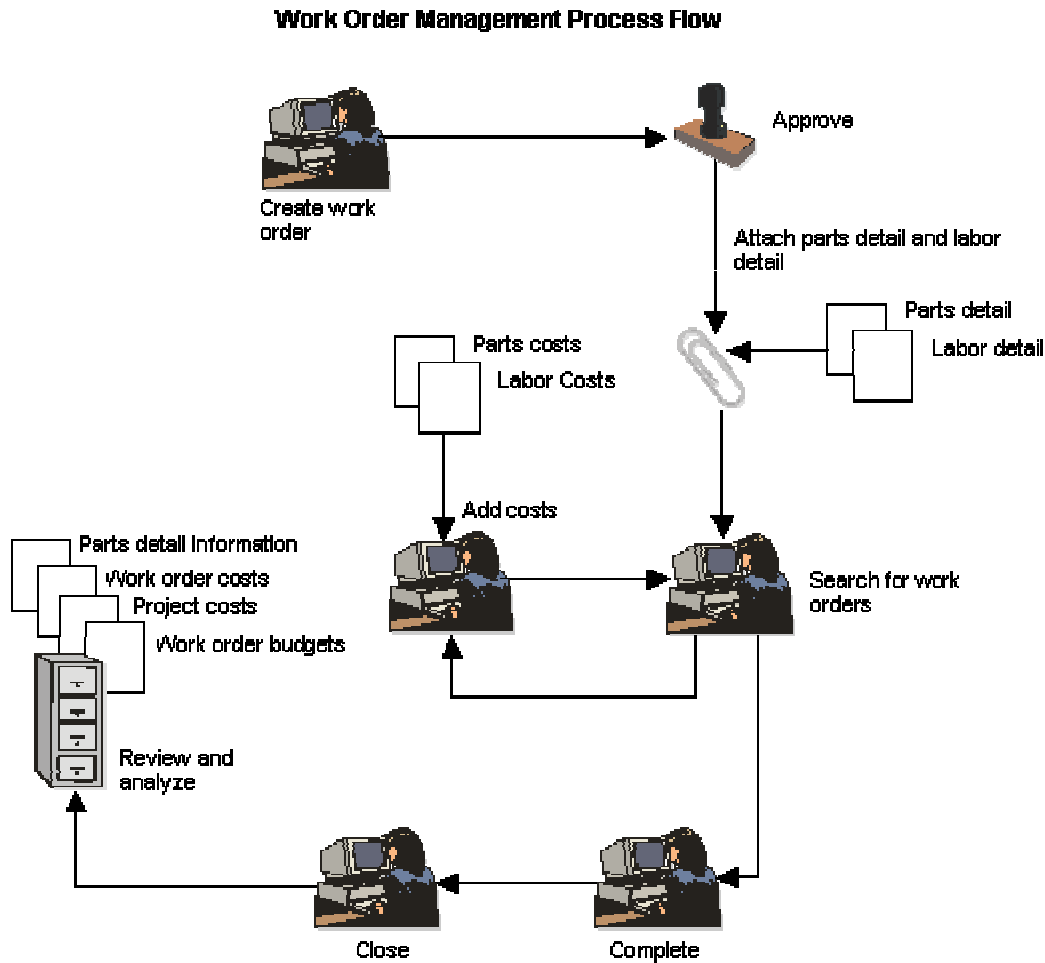 Work Order Management Process Flow
Approve
Create work
order
Attach parts detail and labor
detail
Parts detail
Labor detail
Parts costs
Labor Costs
Add costs
Search for work
orders
Parts detail Information
Work order costs
Project costs
Work order budgets
Review and
analyze
Close
Complete